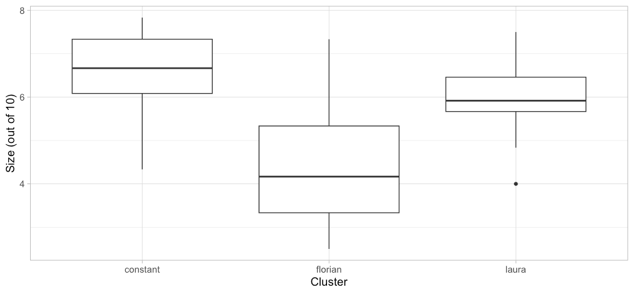 Size (out of 10)
8
6
4
constant florian laura
Cluster